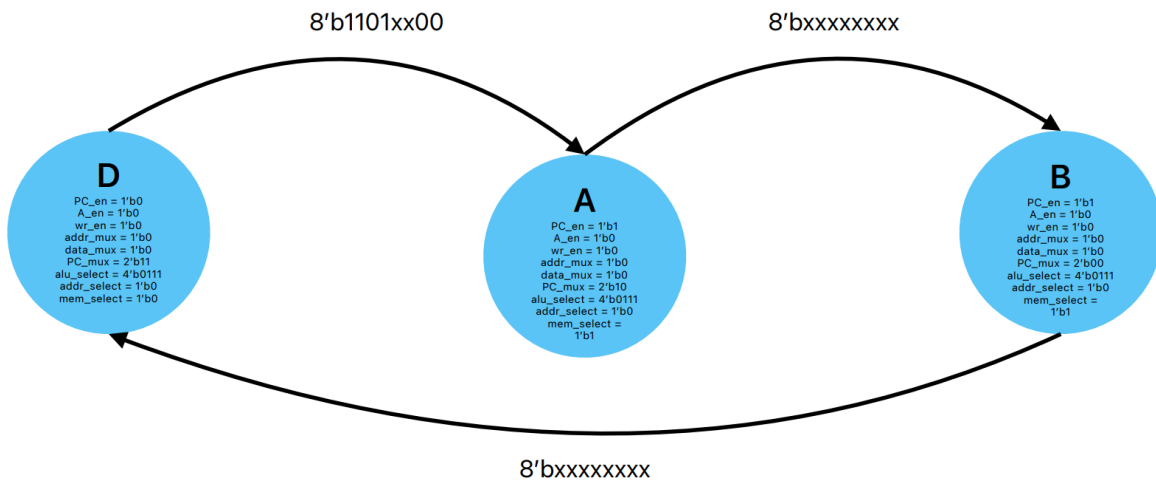 8'b1101xx00
8'bxxxxxxxx
D
PC_en = 1'b0
A_en = 1'b0
wr_en = 1'b0
addr_mux = 1'b0
data_mux = 1'b0
PC_mux = 2'b11
alu_select = 4'b0111
addr_select = 1'b0
mem_select = 1'b0
A
PC_en = 1'b1
A_en = 1'b0
wr_en = 1'b0
addr_mux = 1'b0
data_mux = 1'b0
PC_mux = 2'b10
alu_select = 4'b0111
addr_select = 1'b0
mem_select =
1'b1
B
PC_en = 1'b1
A_en = 1'b0
wr_en = 1'b0
addr_mux = 1'b0
data_mux = 1'b0
PC_mux = 2'b00
alu_select = 4'b0111
addr_select = 1'b0
mem_select =
1'b1
8'bxxxxxxxx